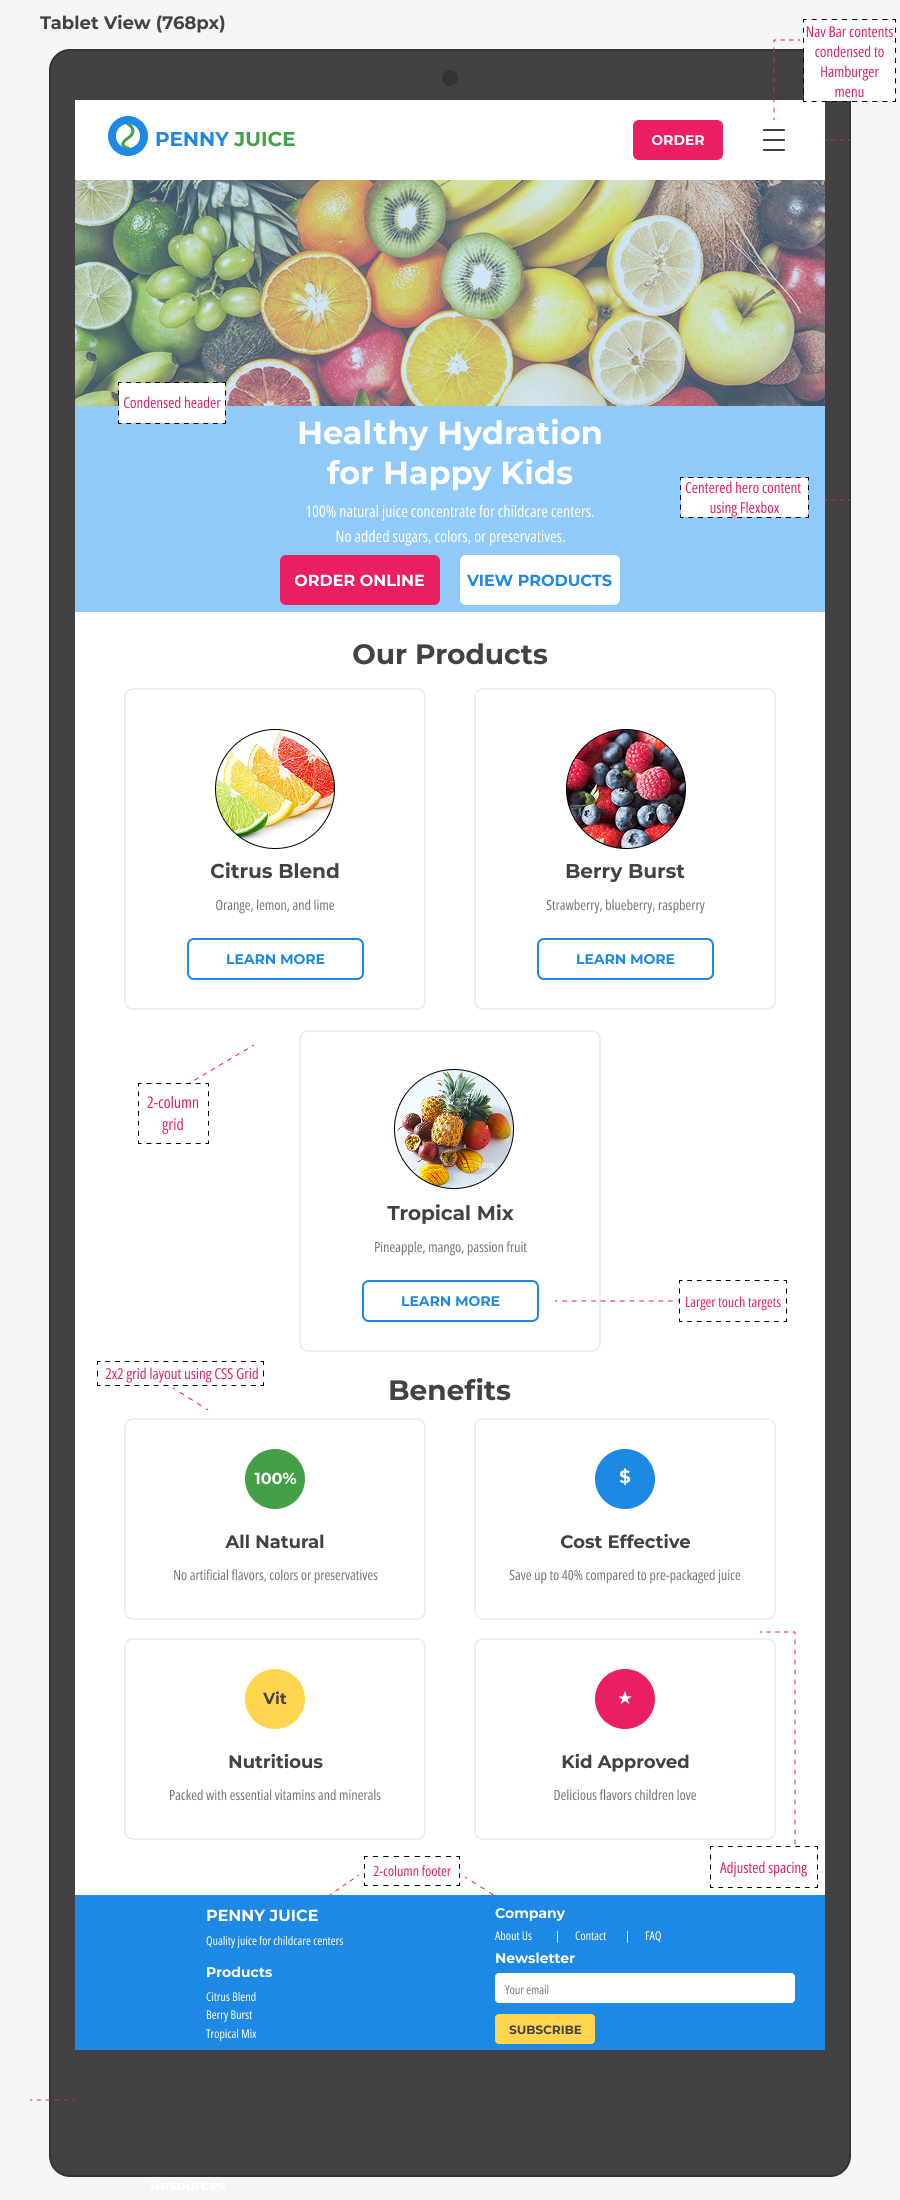 Tablet View (768px)
Nav Bar contents
condensed to
Hamburger
menu
PENNY JUICE
ORDER
Condensed header
Healthy Hydration
for Happy Kids
Centered hero content
using Flexbox
100% natural juice concentrate for childcare centers.
No added sugars, colors, or preservatives.
ORDER ONLINE
VIEW PRODUCTS
Our Products
Citrus Blend
Orange, lemon, and lime
LEARN MORE
Berry Burst
Strawberry, blueberry, raspberry
LEARN MORE
2-column
grid
Tropical Mix
Pineapple, mango, passion fruit
LEARN MORE
Larger touch targets
2x2 grid layout using CSS Grid
Benefits
100%
All Natural
No artificial flavors, colors or preservatives
$
Cost Effective
Save up to 40% compared to pre-packaged juice
Vit
Nutritious
Packed with essential vitamins and minerals
★
Kid Approved
Delicious flavors children love
Adjusted spacing
2-column footer
PENNY JUICE
Quality juice for childcare centers
Products
Citrus Blend
Berry Burst
Tropical Mix
Company
About Us | Contact | FAQ
Newsletter
Your email
SUBSCRIBE
Resources